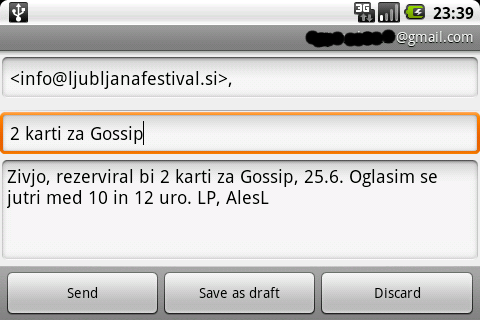 3G 23:39
@gmail.com
<info@ljubljanafestival.si>,
2 karti za Gossip
Zivjo, rezerviral bi 2 karti za Gossip, 25.6. Oglasim se
jutri med 10 in 12 uro. LP, AlesL
Send Save as draft Discard